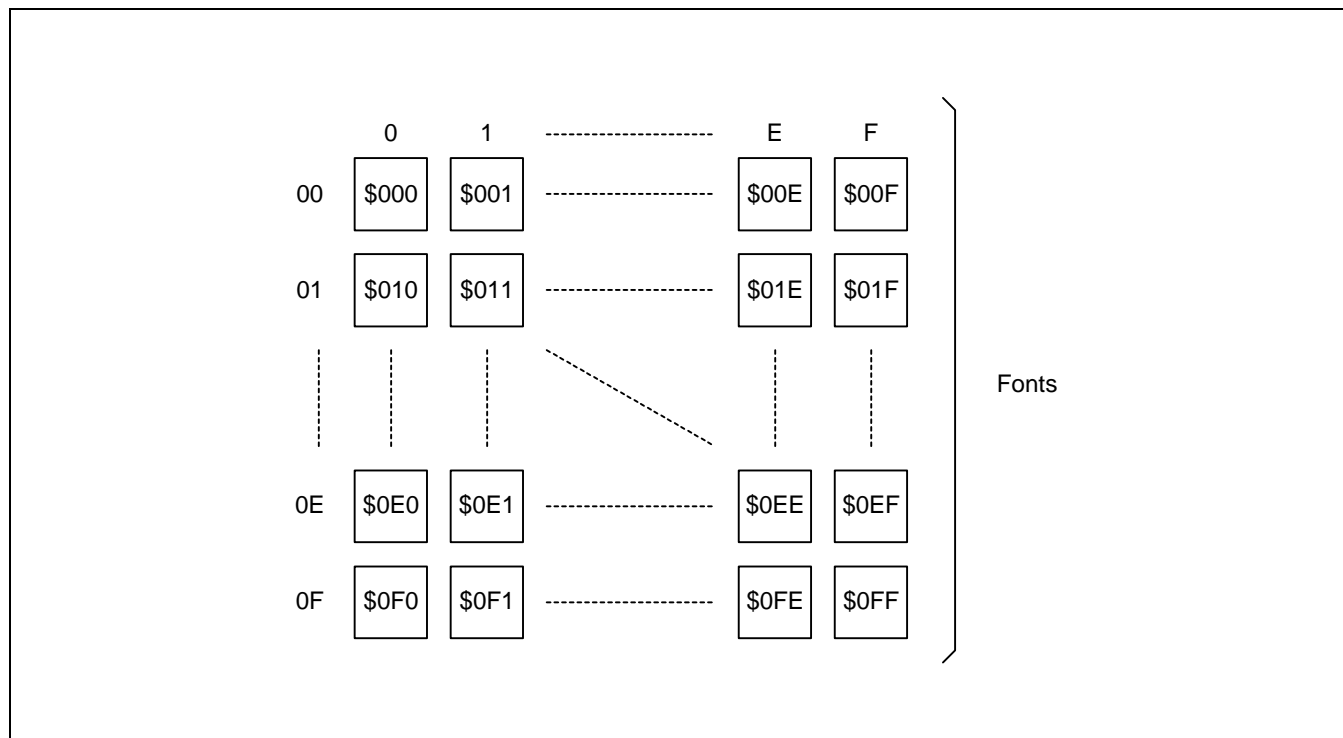 0 1 E F
00 $000 $001 $00E $00F
01 $010 $011 $01E $01F
Fonts
0E $0E0 $0E1 $0EE $0EF
0F $0F0 $0F1 $0FE $0FF